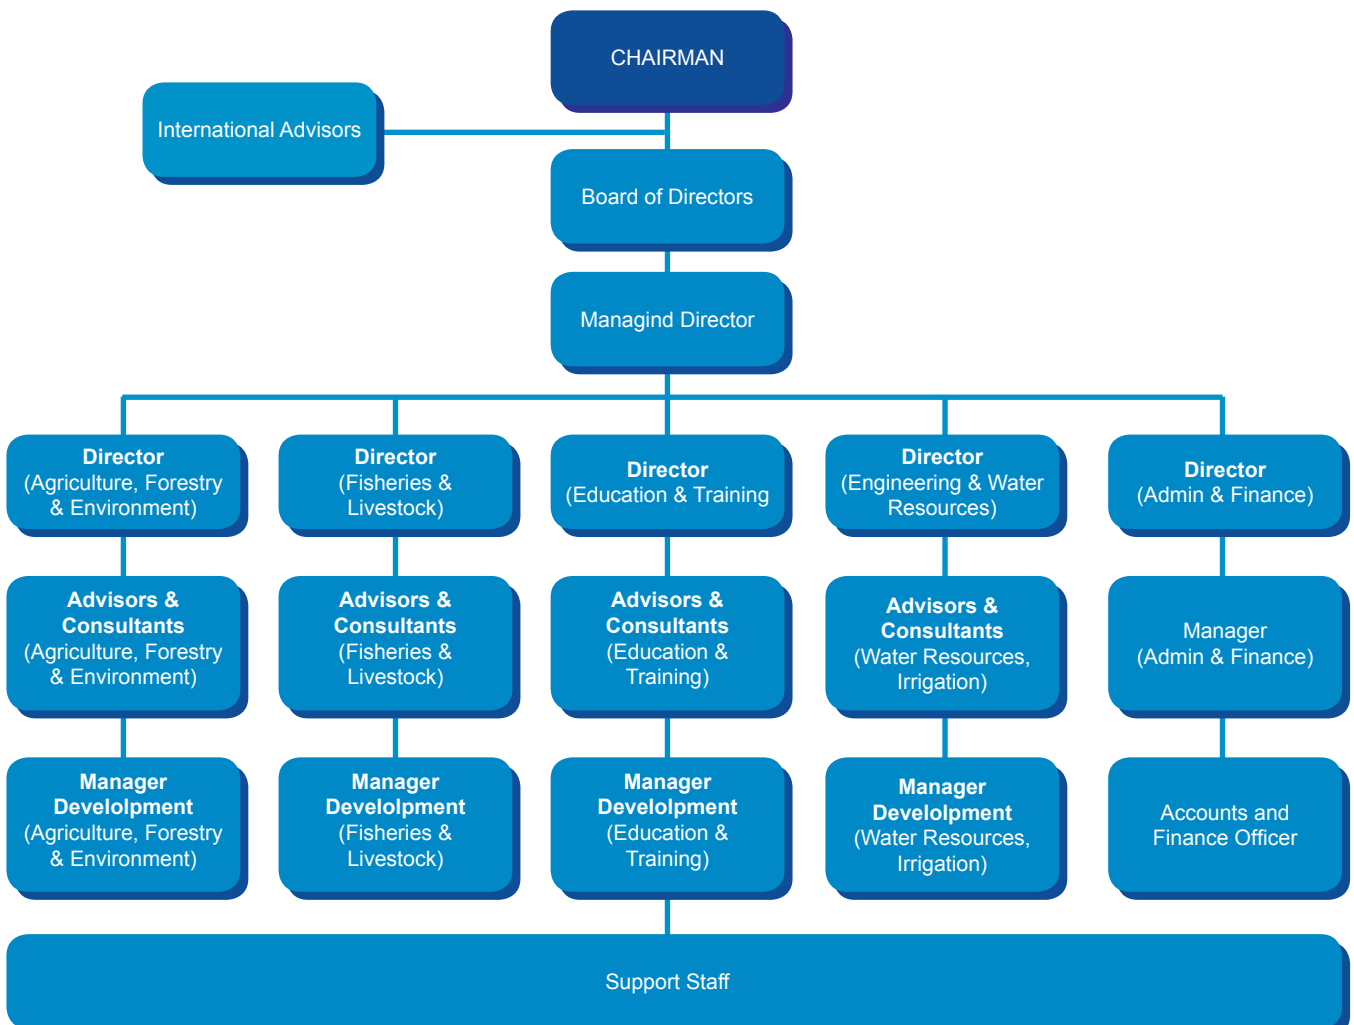 CHAIRMAN
International Advisors
Board of Directors
Managind Director
Director
(Agriculture, Forestry
& Environment)
Director
(Fisheries &
Livestock)
Director
(Education & Training
Director
(Engineering & Water
Resources)
Director
(Admin & Finance)
Advisors &
Consultants
(Agriculture, Forestry
& Environment)
Advisors &
Consultants
(Fisheries &
Livestock)
Advisors &
Consultants
(Education &
Training)
Advisors &
Consultants
(Water Resources,
Irrigation)
Manager
(Admin & Finance)
Manager
Develolpment
(Agriculture, Forestry
& Environment)
Manager
Develolpment
(Fisheries &
Livestock)
Manager
Develolpment
(Education &
Training)
Manager
Develolpment
(Water Resources,
Irrigation)
Accounts and
Finance Officer
Support Staff